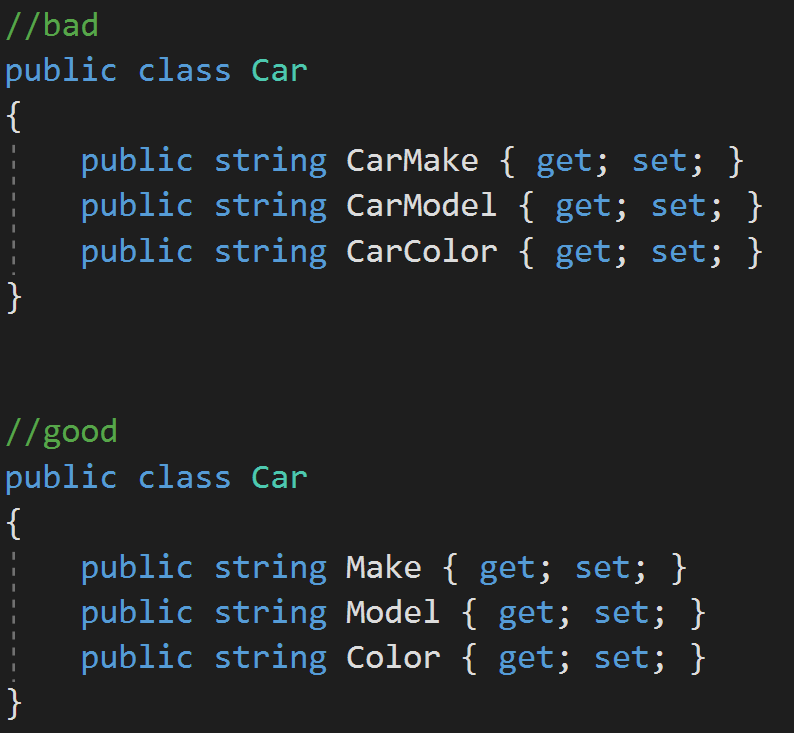 //bad
public class Car
{
    public string CarMake { get; set; }
    public string CarModel { get; set; }
    public string CarColor { get; set; }
}
//good
public class Car
{
    public string Make { get; set; }
    public string Model { get; set; }
    public string Color { get; set; }
}